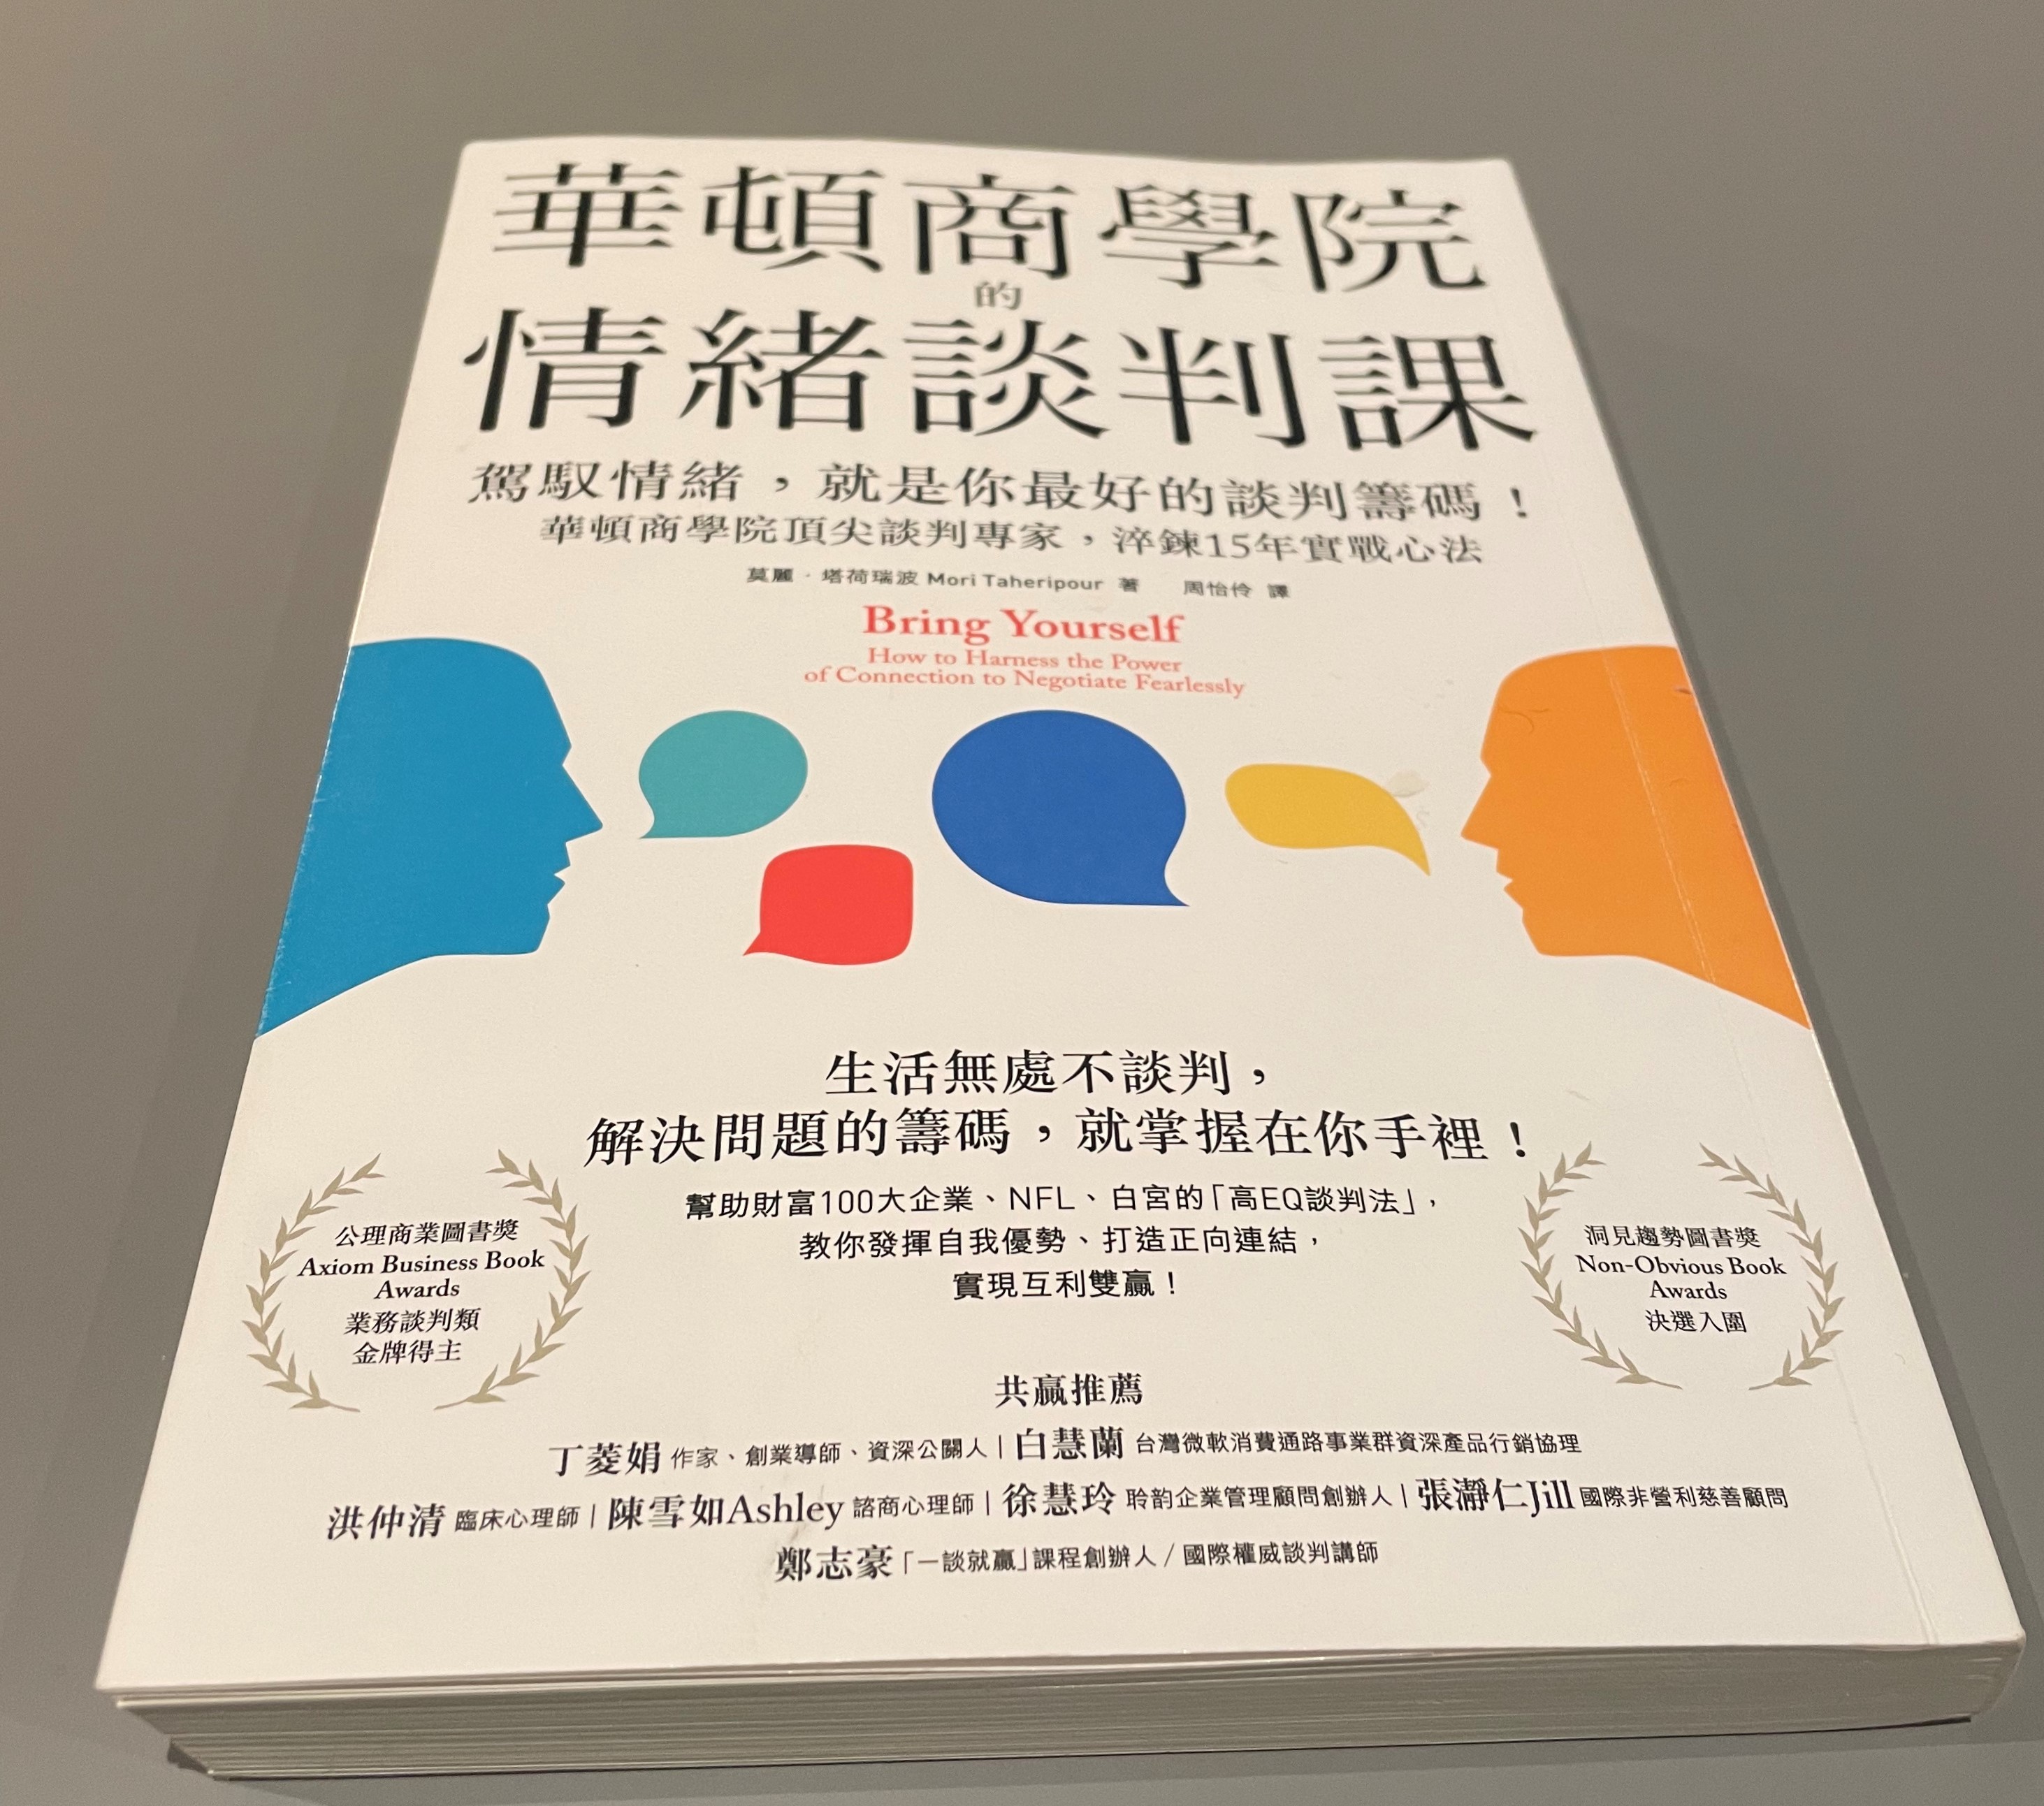 華頓商學院
的
情緒談判課
駕馭情緒，就是你最好的談判籌碼！
華頓商學院頂尖談判專家，淬鍊15年實戰心法
莫麗・塔荷瑞波 Mori Taheripour 著 周怡伶 譯
Bring Yourself
How to Harness the Power
of Connection to Negotiate Fearlessly
生活無處不談判，
解決問題的籌碼，就掌握在你手裡！
幫助財富100大企業、NFL、白宮的「高EQ談判法」，
教你發揮自我優勢、打造正向連結，
實現互利雙贏！
公理商業圖書獎
Axiom Business Book
Awards
業務談判類
金牌得主
洞見趨勢圖書獎
Non-Obvious Book
Awards
決選入圍
共贏推薦
丁菱娟 作家、創業導師、資深公關人｜白慧蘭 台灣微軟消費通路事業群資深產品行銷協理
洪仲清 臨床心理師｜陳雪如Ashley 諮商心理師｜徐慧玲 聆韵企業管理顧問創辦人｜張瀞仁Jill 國際非營利慈善顧問
鄭志豪「一談就贏」課程創辦人／國際權威談判講師